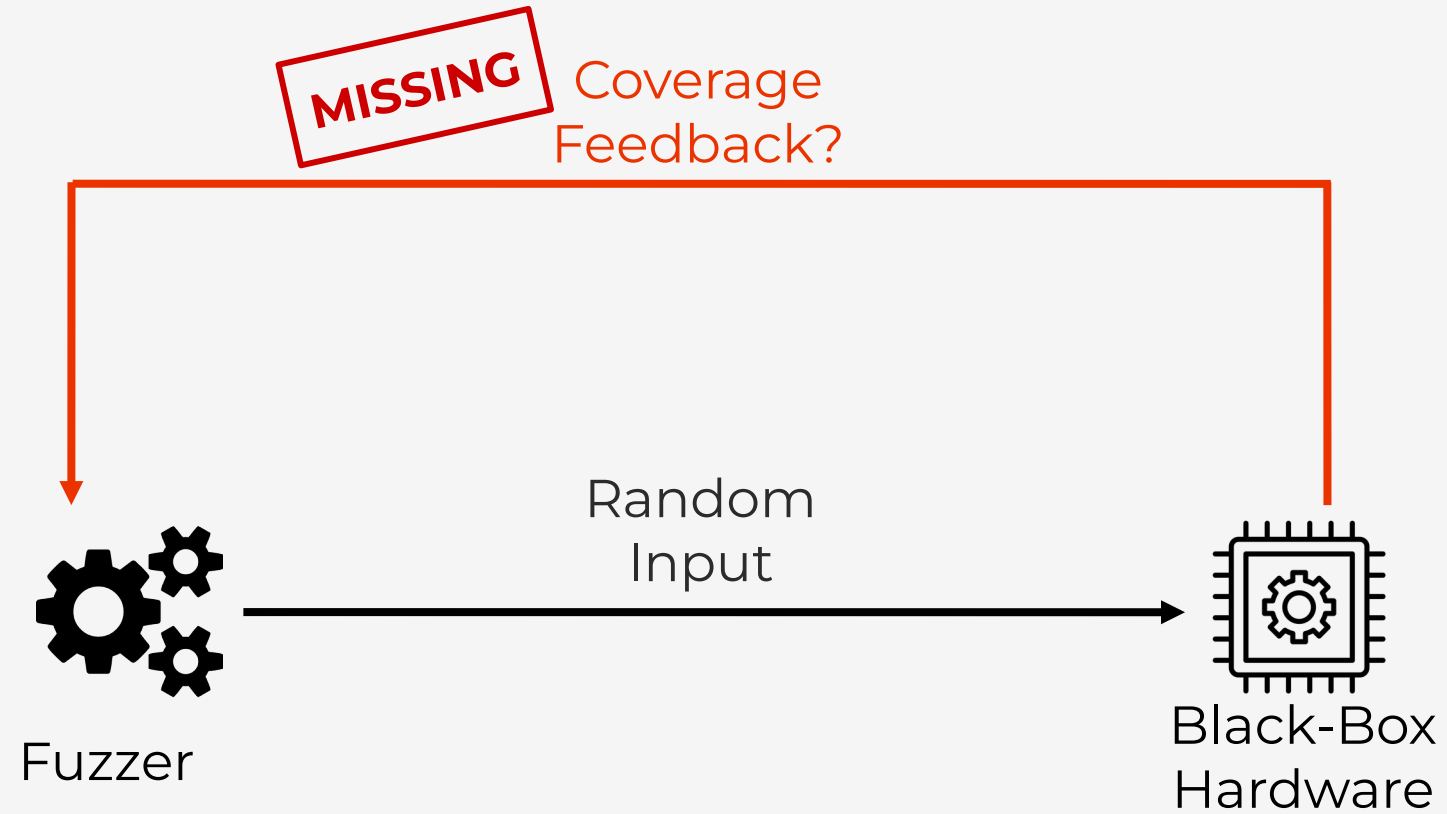 MISSING
Coverage
Feedback?
Random
Input
Fuzzer
Black-Box
Hardware